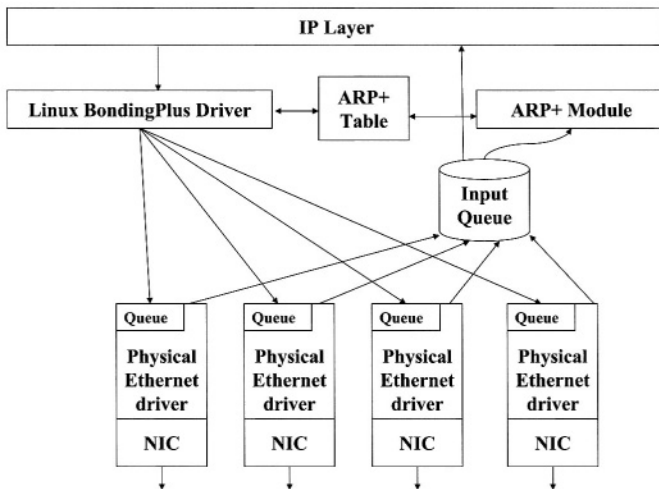 IP Layer
Linux BondingPlus Driver
ARP+
Table
ARP+ Module
Input
Queue
Queue
Physical
Ethernet
driver
NIC
Queue
Physical
Ethernet
driver
NIC
Queue
Physical
Ethernet
driver
NIC
Queue
Physical
Ethernet
driver
NIC